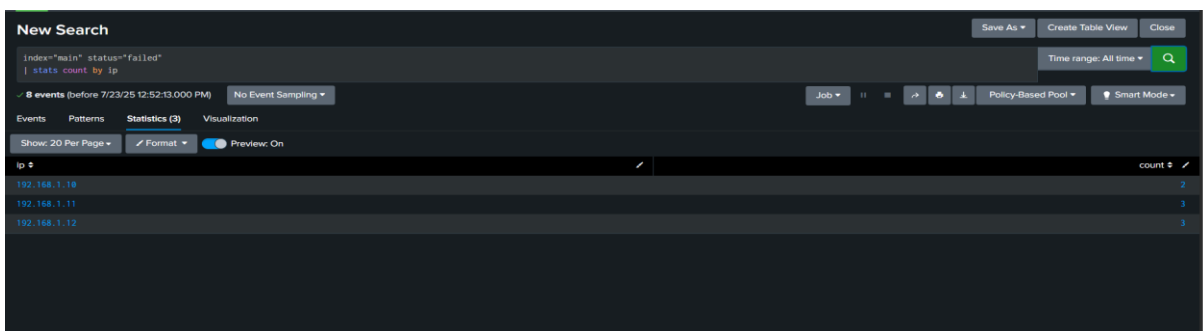 New Search
Save As
Create Table View
Close
index="main" status="failed"
| stats count by ip
Time range: All time
8 events (before 7/23/25 12:52:13.000 PM)
No Event Sampling
Job
Policy-Based Pool
Smart Mode
Events
Patterns
Statistics (3)
Visualization
Show: 20 Per Page
Format
Preview: On
ip
count
192.168.1.10
2
192.168.1.11
3
192.168.1.12
3